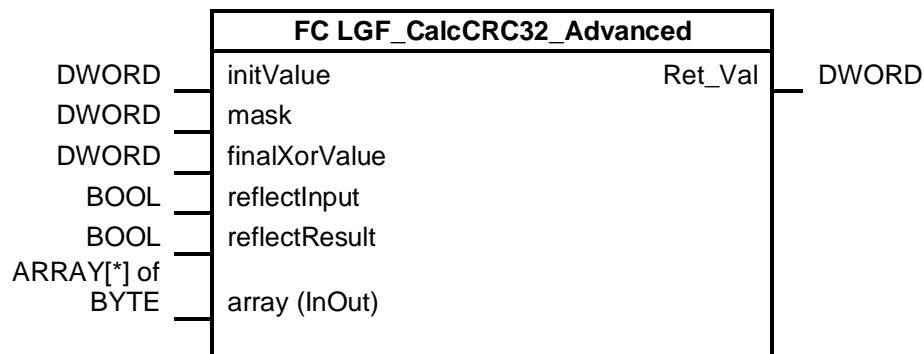 FC LGF_CalcCRC32_Advanced
DWORD initValue Ret_Val DWORD
DWORD mask
DWORD finalXorValue
BOOL reflectInput
BOOL reflectResult
ARRAY[*] of
BYTE array (InOut)